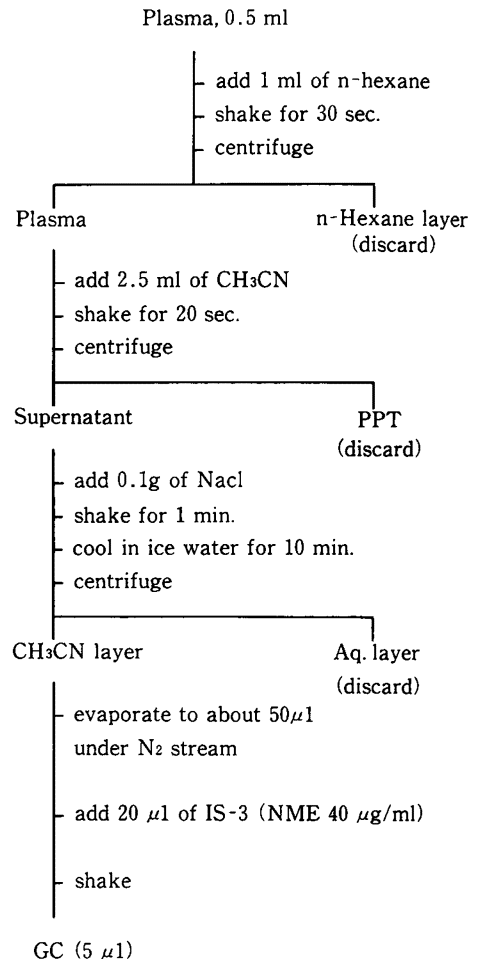 Plasma, 0.5 ml
add 1 ml of n-hexane
shake for 30 sec.
centrifuge
Plasma
n-Hexane layer
(discard)
add 2.5 ml of CH3CN
shake for 20 sec.
centrifuge
Supernatant
PPT
(discard)
add 0.1g of Nacl
shake for 1 min.
cool in ice water for 10 min.
centrifuge
CH3CN layer
Aq. layer
(discard)
evaporate to about 50μl
under N2 stream
add 20 μl of IS-3 (NME 40 μg/ml)
shake
GC (5 μl)